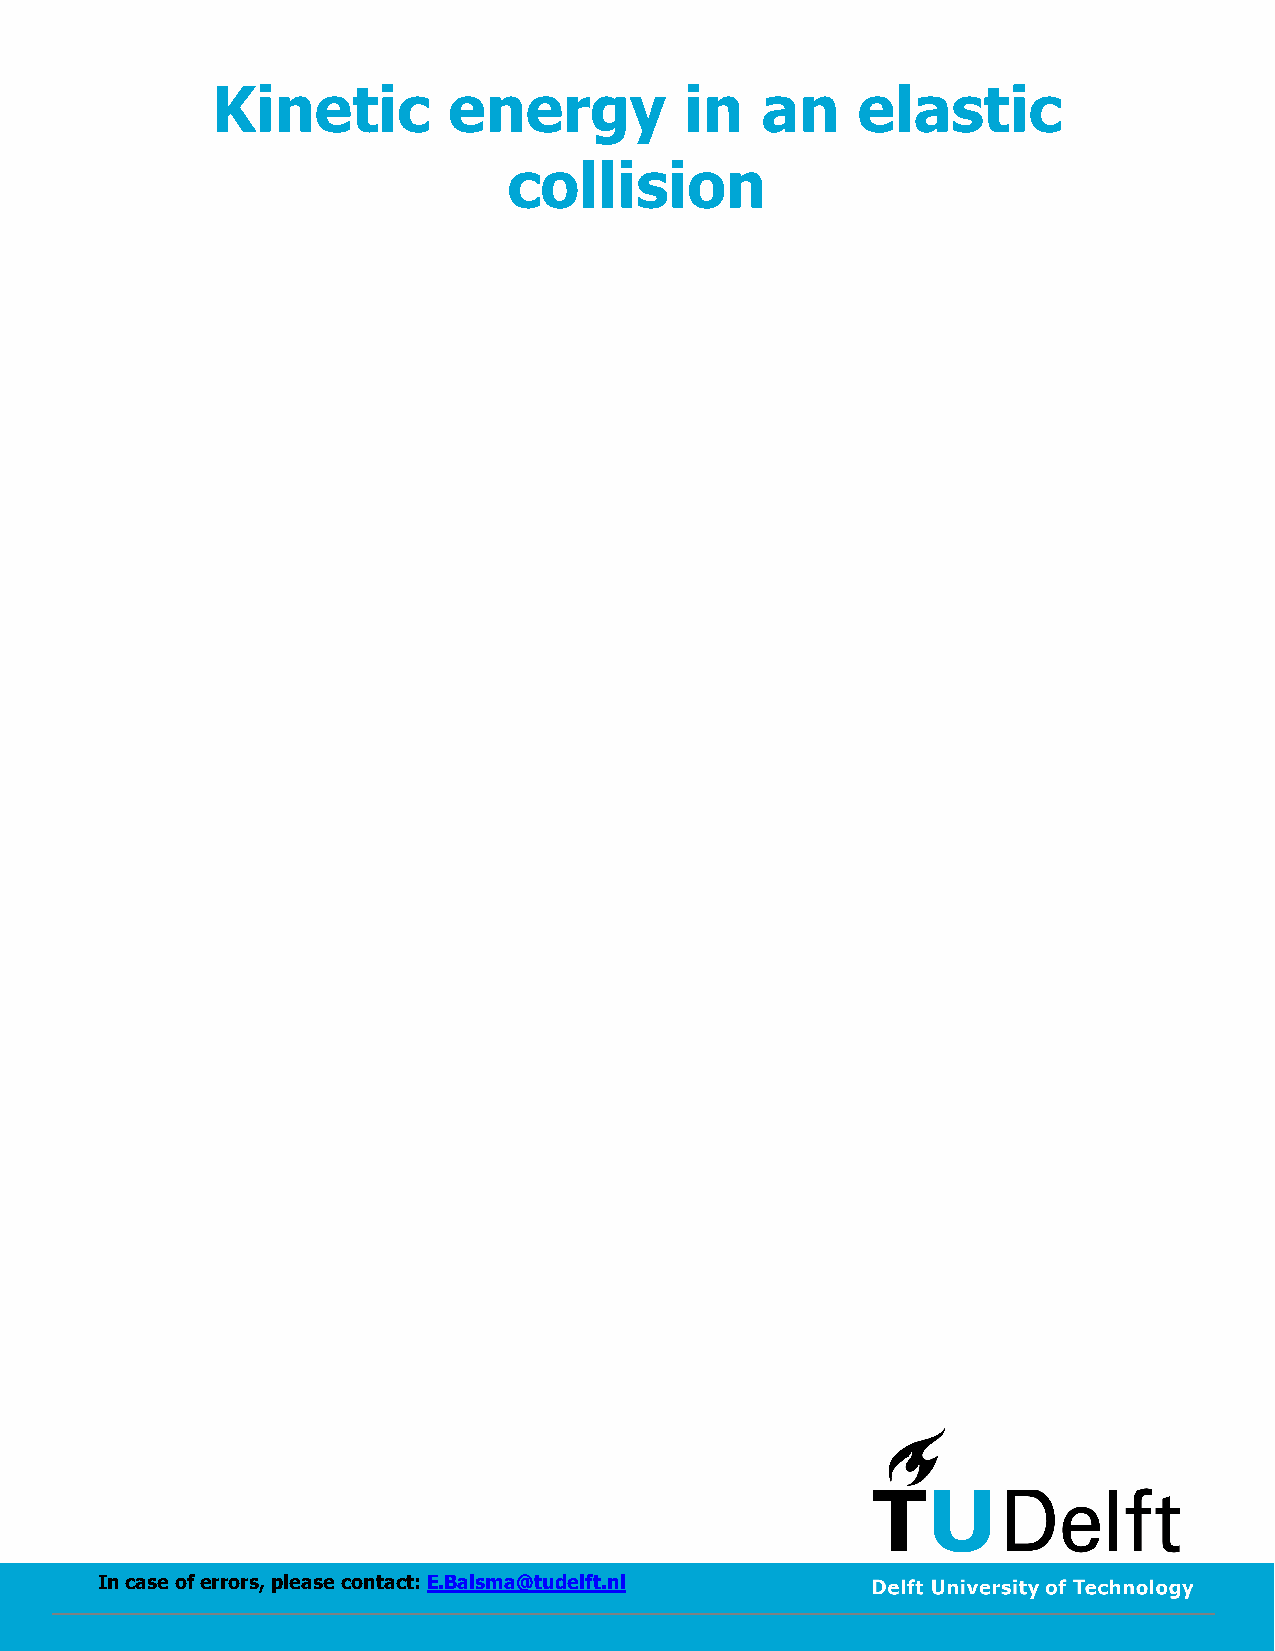 Kinetic energy in an elastic
collision
TUDelft
In case of errors, please contact: E.Balsma@tudelft.nl
Delft University of Technology